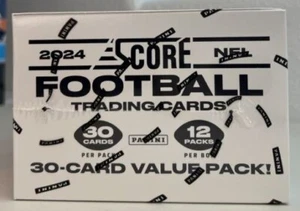 2024 SCORE NFL
FOOTBALL
TRADING CARDS
30 CARDS PER PACK PANINI 12 PACKS PER BOX
30-CARD VALUE PACK!